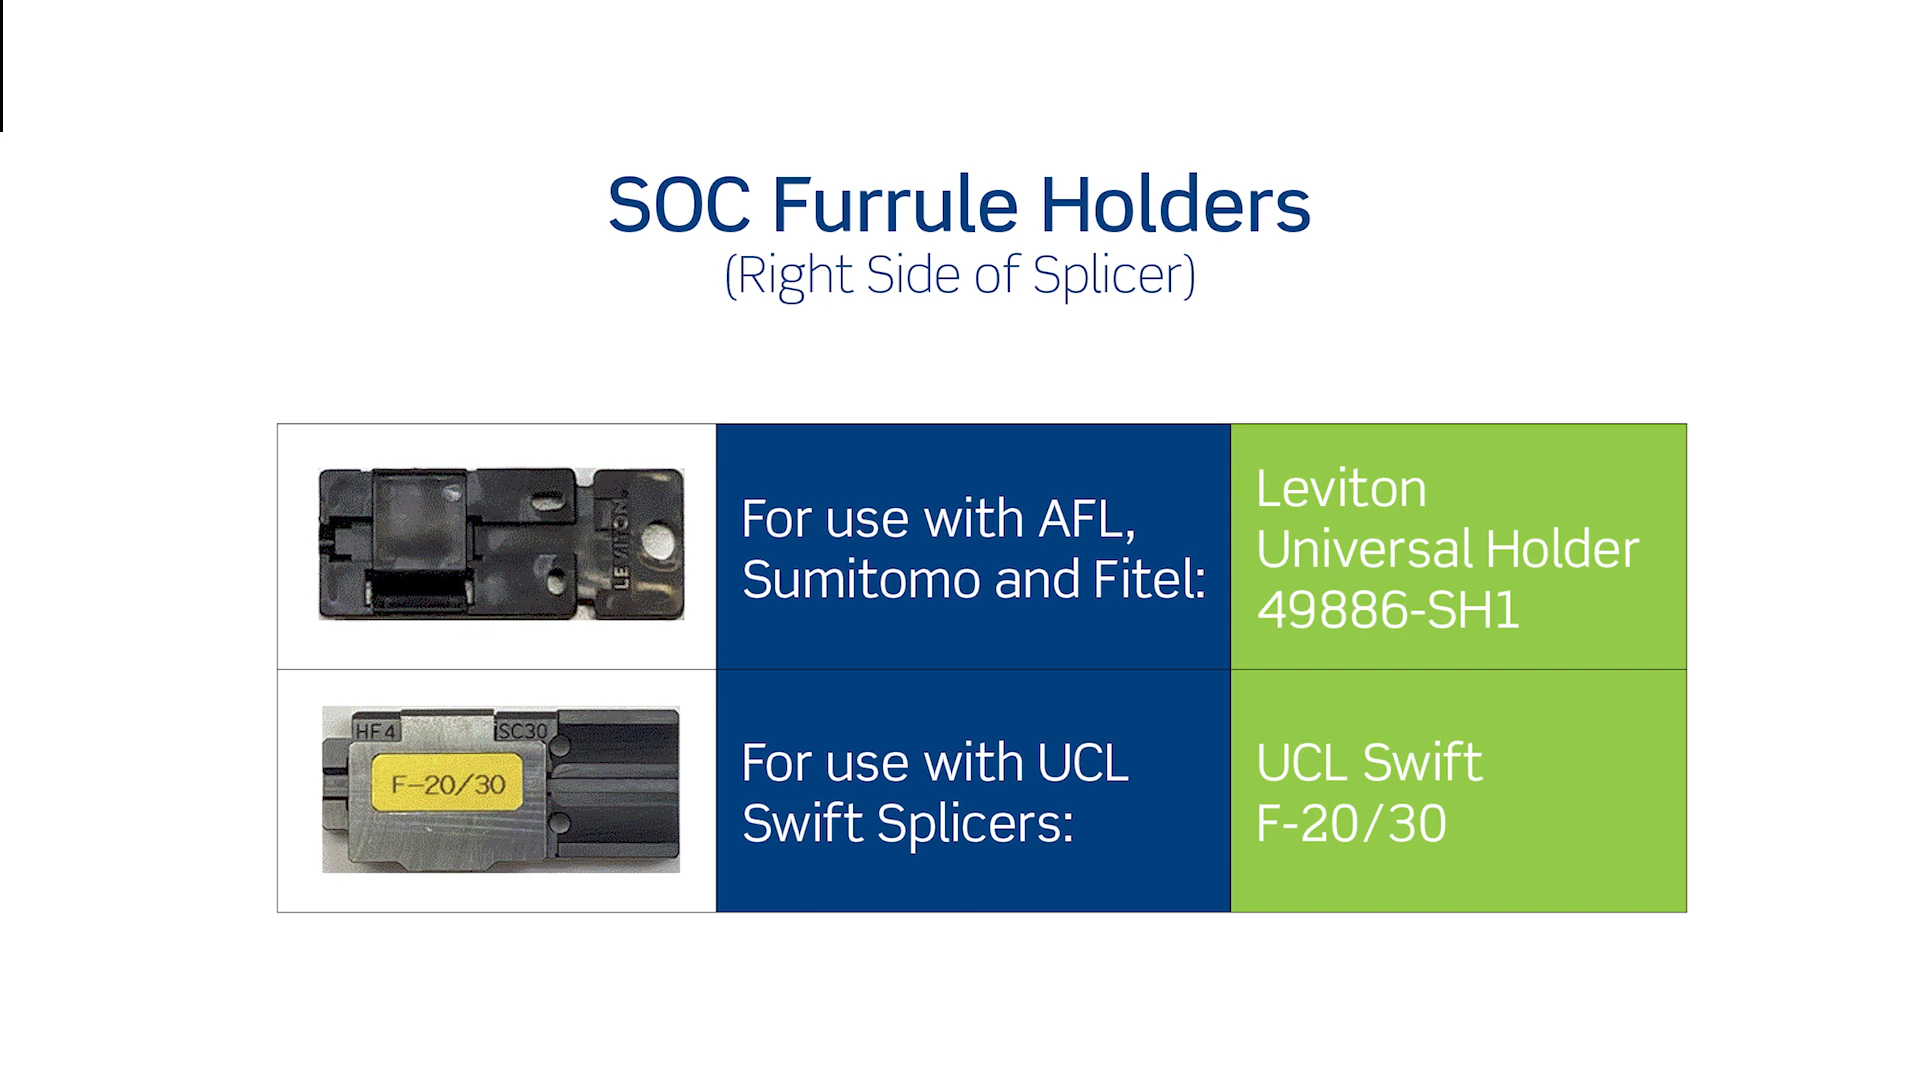 SOC Furrule Holders
(Right Side of Splicer)
LEVITON
For use with AFL,
Sumitomo and Fitel:
Leviton
Universal Holder
49886-SH1
HF4
iSC30
F-20/30
For use with UCL
Swift Splicers:
UCL Swift
F-20/30